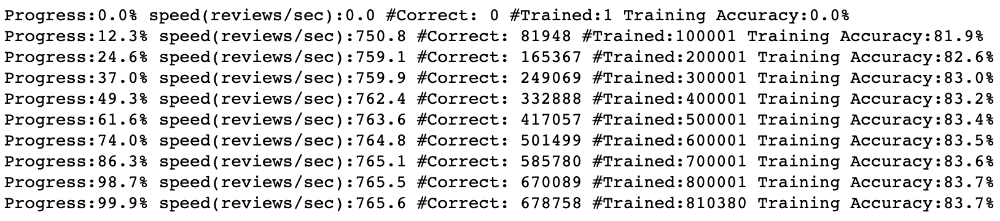 Progress:0.0% speed(reviews/sec):0.0 #Correct: 0 #Trained:1 Training Accuracy:0.0%
Progress:12.3% speed(reviews/sec):750.8 #Correct: 81948 #Trained:100001 Training Accuracy:81.9%
Progress:24.6% speed(reviews/sec):759.1 #Correct: 165367 #Trained:200001 Training Accuracy:82.6%
Progress:37.0% speed(reviews/sec):759.9 #Correct: 249069 #Trained:300001 Training Accuracy:83.0%
Progress:49.3% speed(reviews/sec):762.4 #Correct: 332888 #Trained:400001 Training Accuracy:83.2%
Progress:61.6% speed(reviews/sec):763.6 #Correct: 417057 #Trained:500001 Training Accuracy:83.4%
Progress:74.0% speed(reviews/sec):764.8 #Correct: 501499 #Trained:600001 Training Accuracy:83.5%
Progress:86.3% speed(reviews/sec):765.1 #Correct: 585780 #Trained:700001 Training Accuracy:83.6%
Progress:98.7% speed(reviews/sec):765.5 #Correct: 670089 #Trained:800001 Training Accuracy:83.7%
Progress:99.9% speed(reviews/sec):765.6 #Correct: 678758 #Trained:810380 Training Accuracy:83.7%